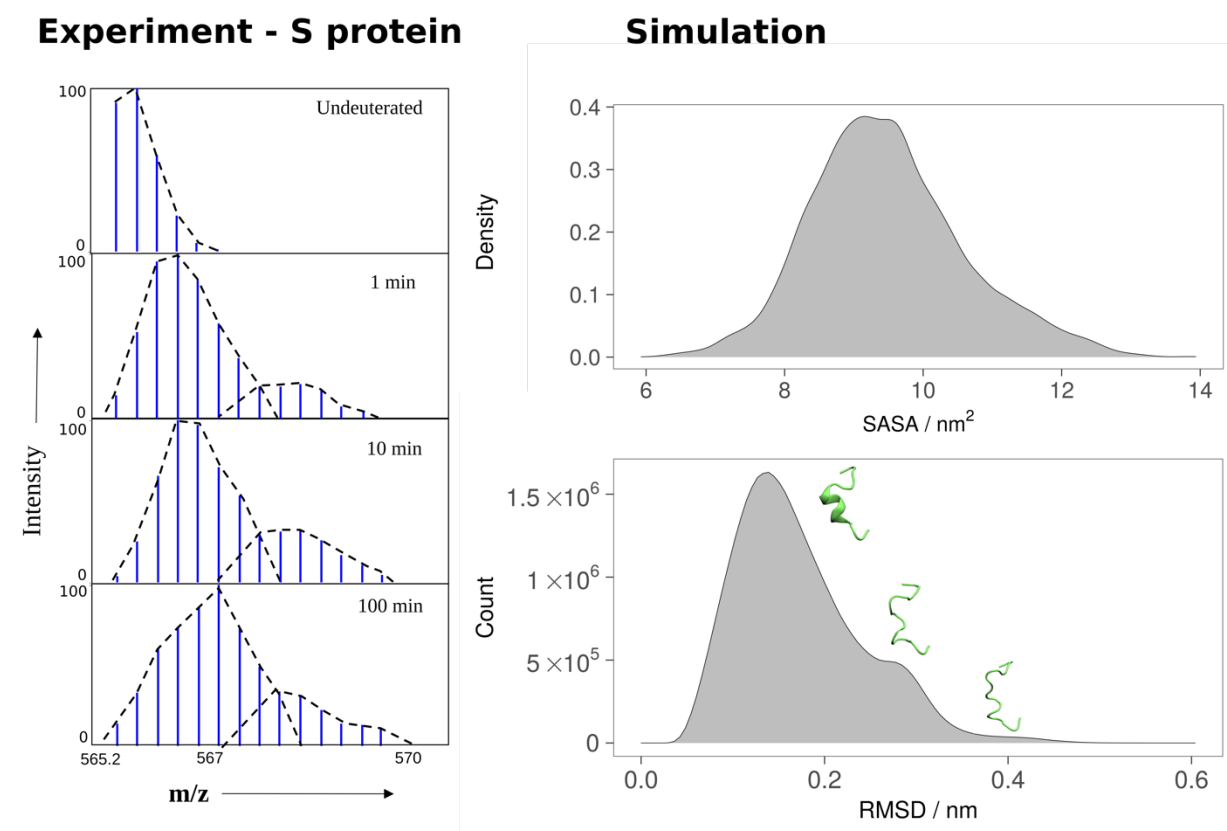 Experiment - S protein
Simulation
Undeuterated
100
0
1 min
100
0
10 min
100
0
100 min
100
0
565.2
567
570
Intensity
m/z
Density
0.4
0.3
0.2
0.1
0.0
6
8
10
12
14
SASA / nm²
Count
1.5 ×10⁶
1 ×10⁶
5 ×10⁵
0
0.0
0.2
0.4
0.6
RMSD / nm